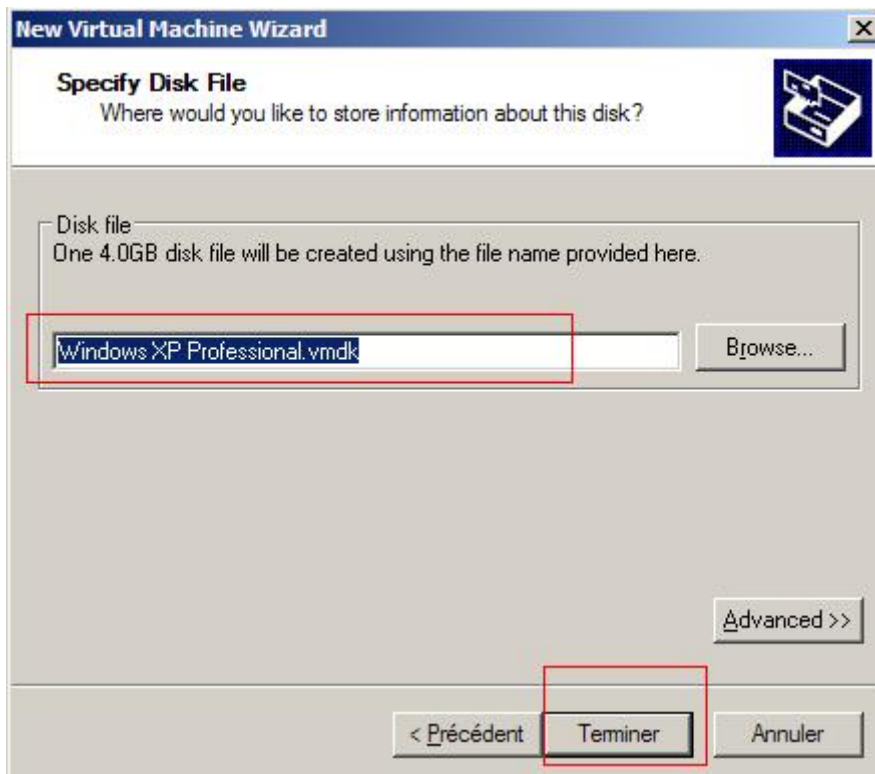 New Virtual Machine Wizard
Specify Disk File
Where would you like to store information about this disk?
Disk file
One 4.0GB disk file will be created using the file name provided here.
Windows XP Professional.vmdk
Browse...
Advanced >>
< Précédent
Terminer
Annuler